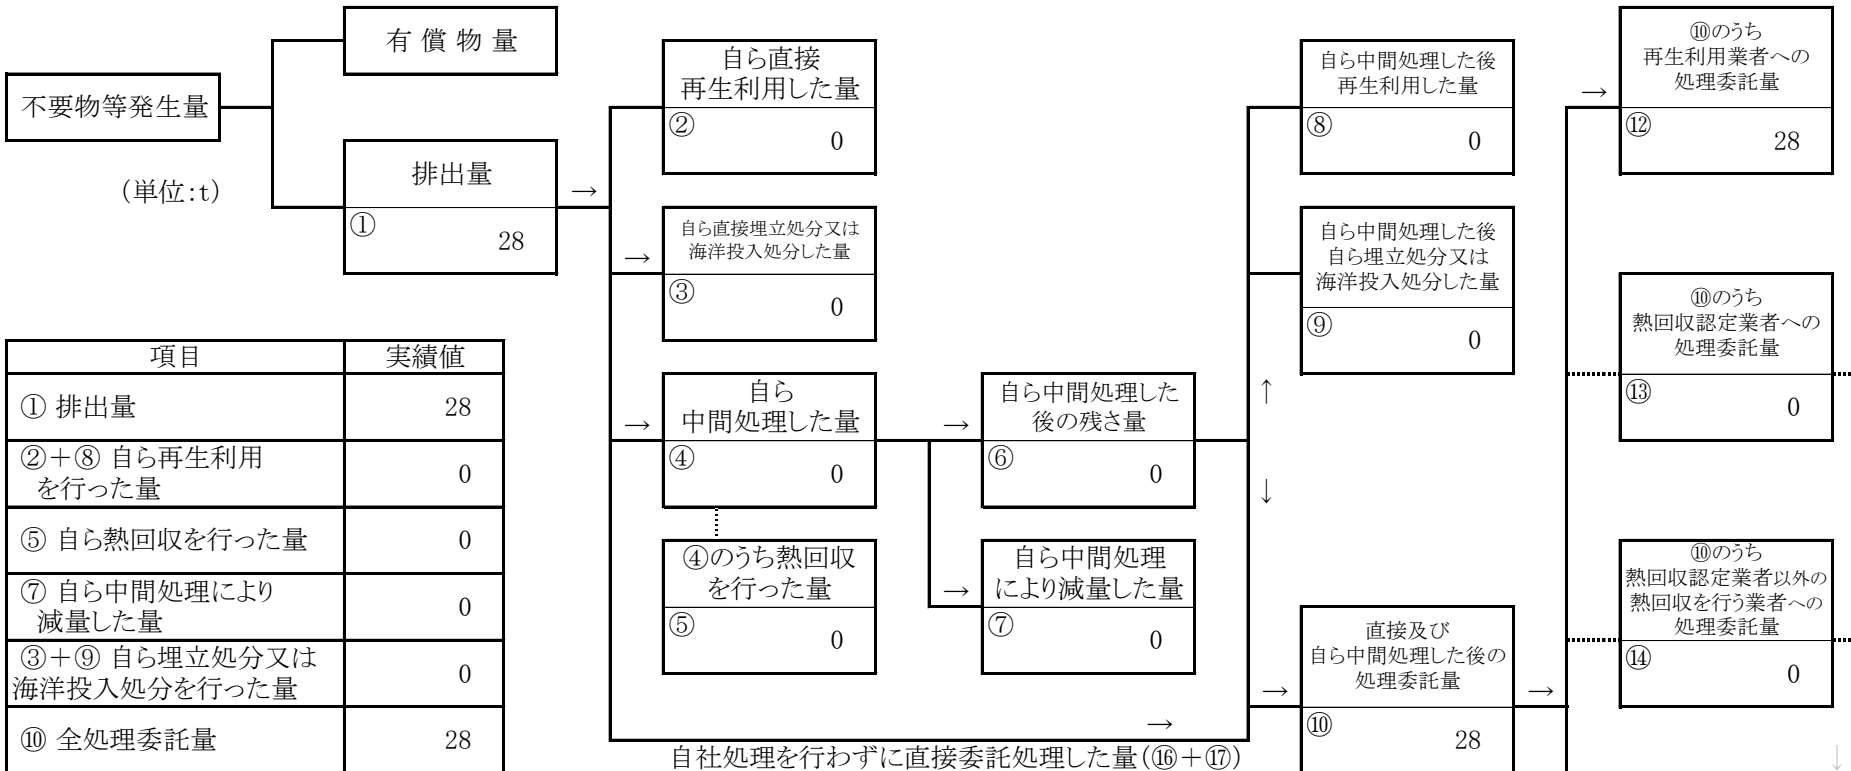 有 償 物 量
不要物等発生量
(単位:t)
排出量
①
28
→
自ら直接
再生利用した量
②
0
→
自ら直接埋立処分又は
海洋投入処分した量
③
0
→
自ら
中間処理した量
④
0
④のうち熱回収
を行った量
⑤
0
→
自ら中間処理した
後の残さ量
⑥
0
→
自ら中間処理
により減量した量
⑦
0
自ら中間処理した後
再生利用した量
⑧
0
自ら中間処理した後
自ら埋立処分又は
海洋投入処分した量
⑨
0
↑
↓
→
自社処理を行わずに直接委託処理した量(⑯+⑰)
→
直接及び
自ら中間処理した後の
処理委託量
⑩
28
→
→
⑩のうち
再生利用業者への
処理委託量
⑫
28
⑩のうち
熱回収認定業者への
処理委託量
⑬
0
⑩のうち
熱回収認定業者以外の
熱回収を行う業者への
処理委託量
⑭
0
↓
項目 実績値
① 排出量 28
②+⑧ 自ら再生利用
を行った量 0
⑤ 自ら熱回収を行った量 0
⑦ 自ら中間処理により
減量した量 0
③+⑨ 自ら埋立処分又は
海洋投入処分を行った量 0
⑩ 全処理委託量 28